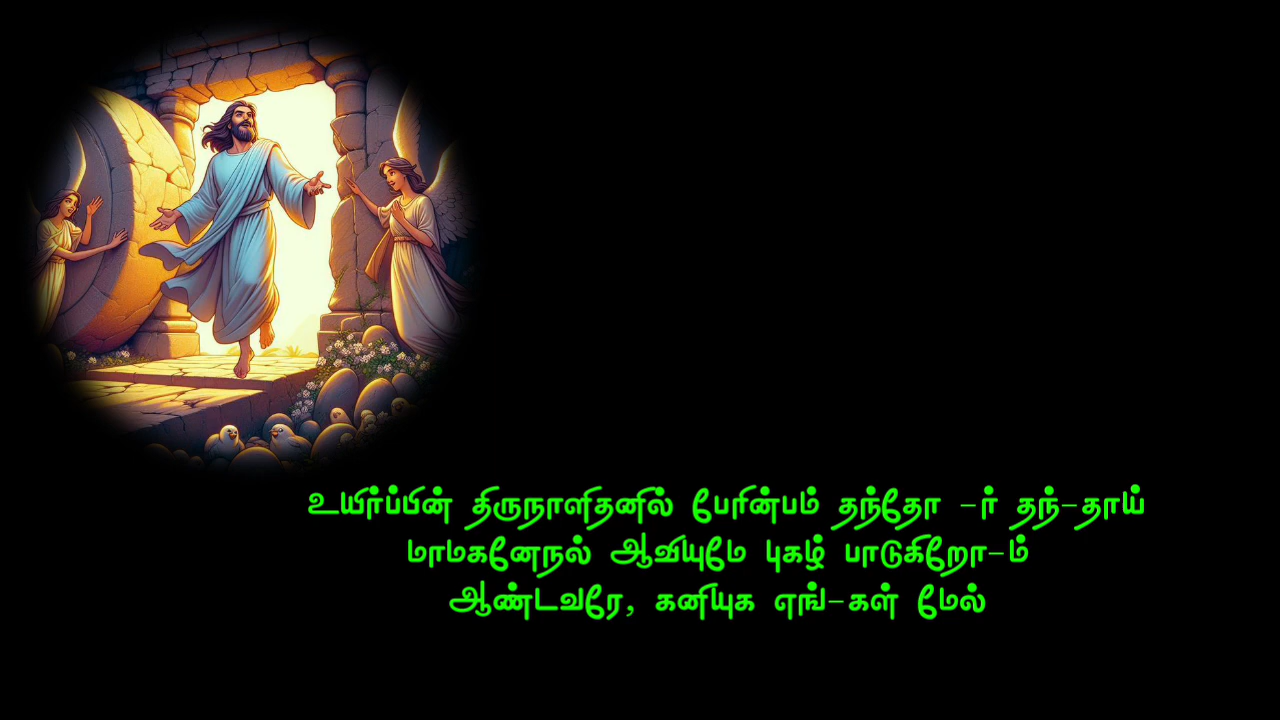 உயிர்ப்பின் திருநாளிதனில் பேரின்பம் தந்தோ -ர் தந்-தாய்
மாமகனேநல் ஆவியுமே புகழ் பாடுகிறோ-ம்
ஆண்டவரே, கனியுக எங்-கள் மேல்